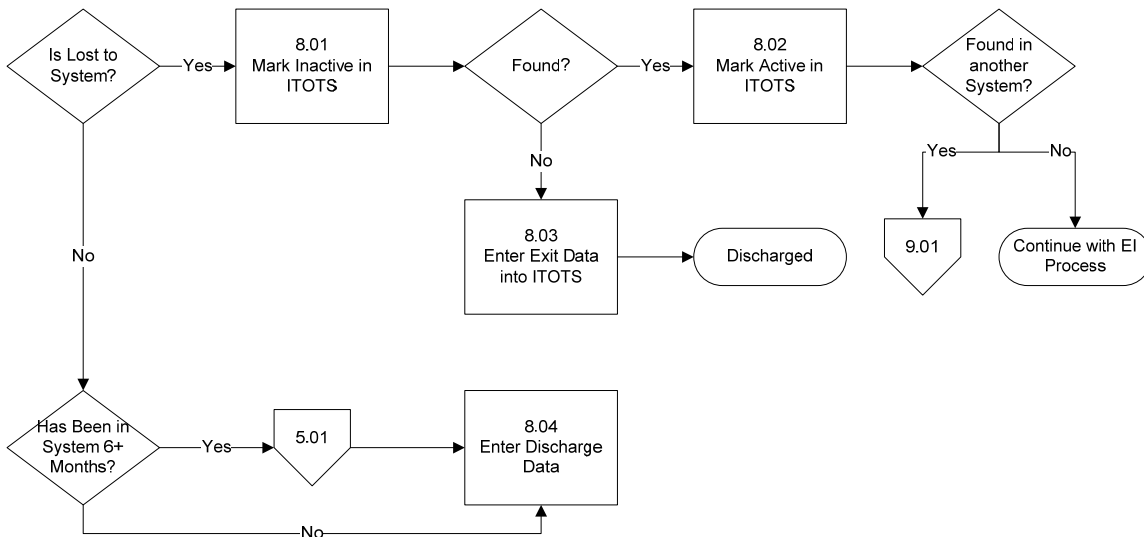 Is Lost to
System?
Yes
8.01
Mark Inactive in
ITOTS
Found?
Yes
8.02
Mark Active in
ITOTS
Found in
another
System?
No
Yes
No
8.03
Enter Exit Data
into ITOTS
Discharged
9.01
Continue with EI
Process
No
Has Been in
System 6+
Months?
Yes
5.01
8.04
Enter Discharge
Data
No